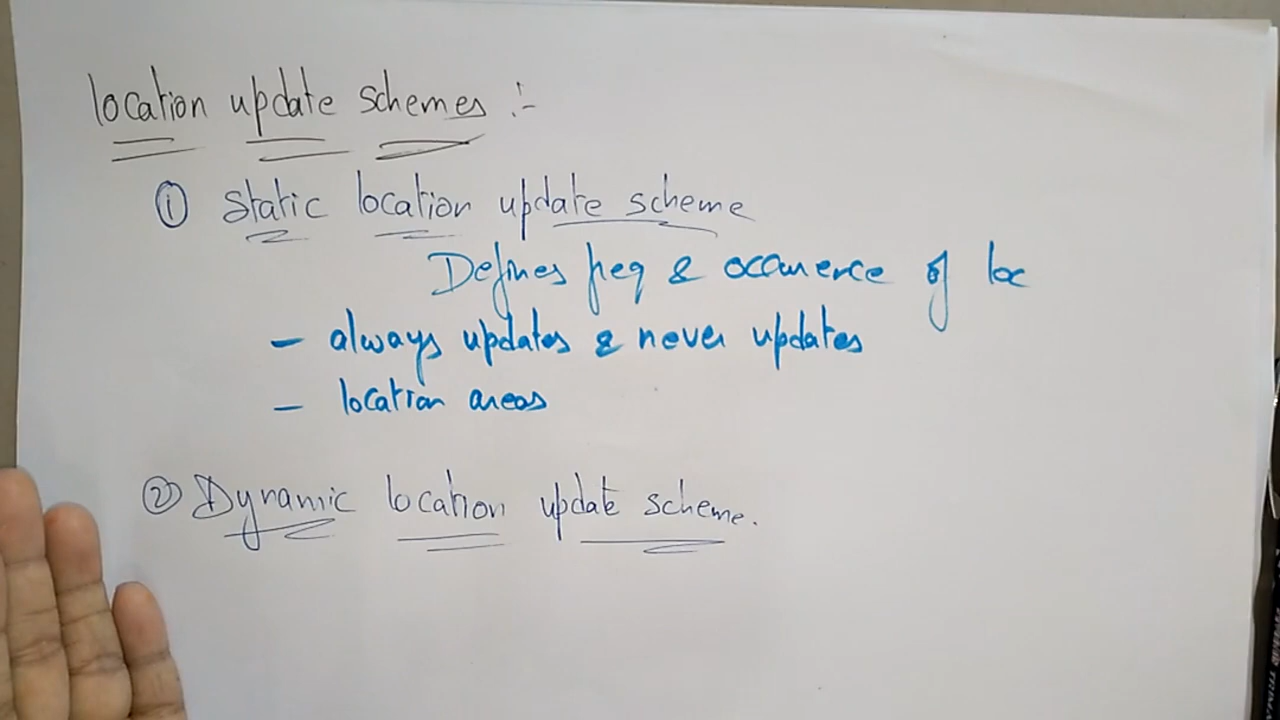 location update schemes :-
① Static location update scheme
Defines freq & occurrence of loc
- always updates & never updates
- location areas
② Dynamic location update scheme.